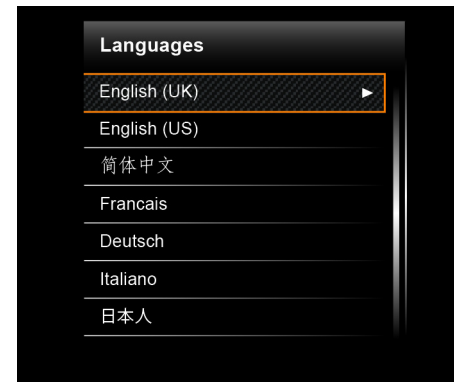 Languages
English (UK)
English (US)
简体中文
Francais
Deutsch
Italiano
日本人